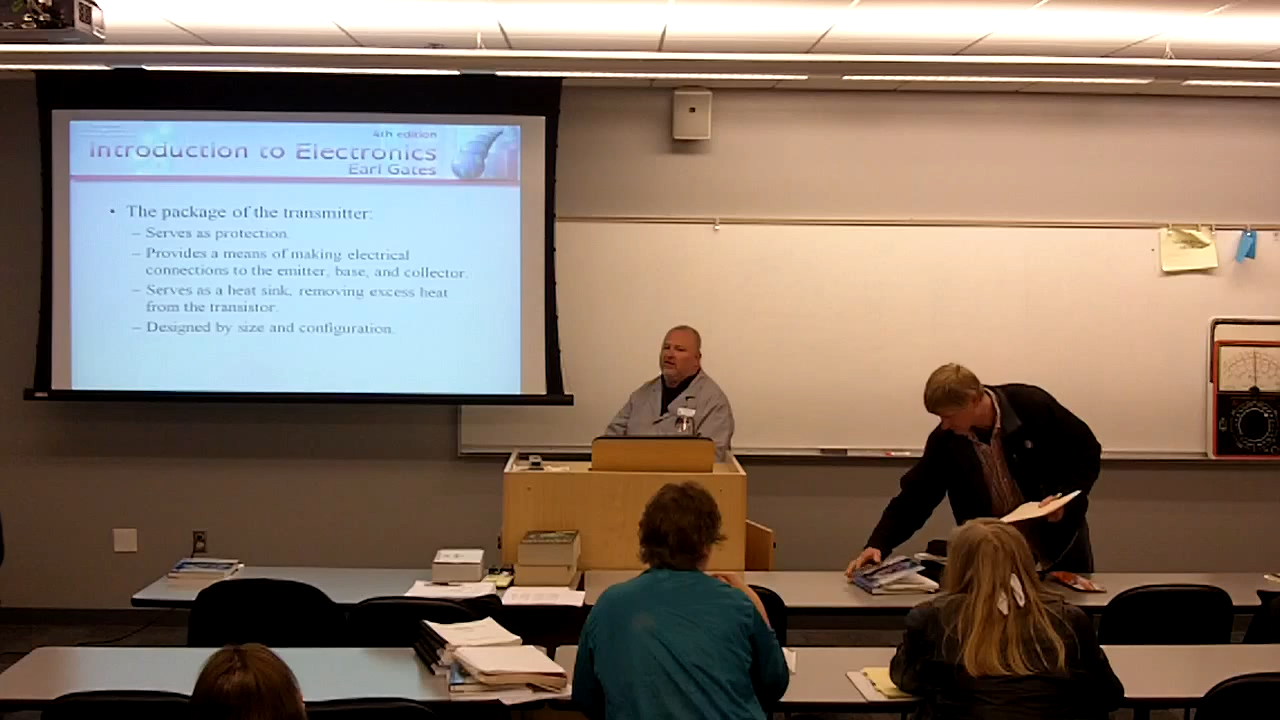 4th edition
Introduction to Electronics
Earl Gates
• The package of the transmitter:
– Serves as protection.
– Provides a means of making electrical
connections to the emitter, base, and collector.
– Serves as a heat sink, removing excess heat
from the transistor.
– Designed by size and configuration.